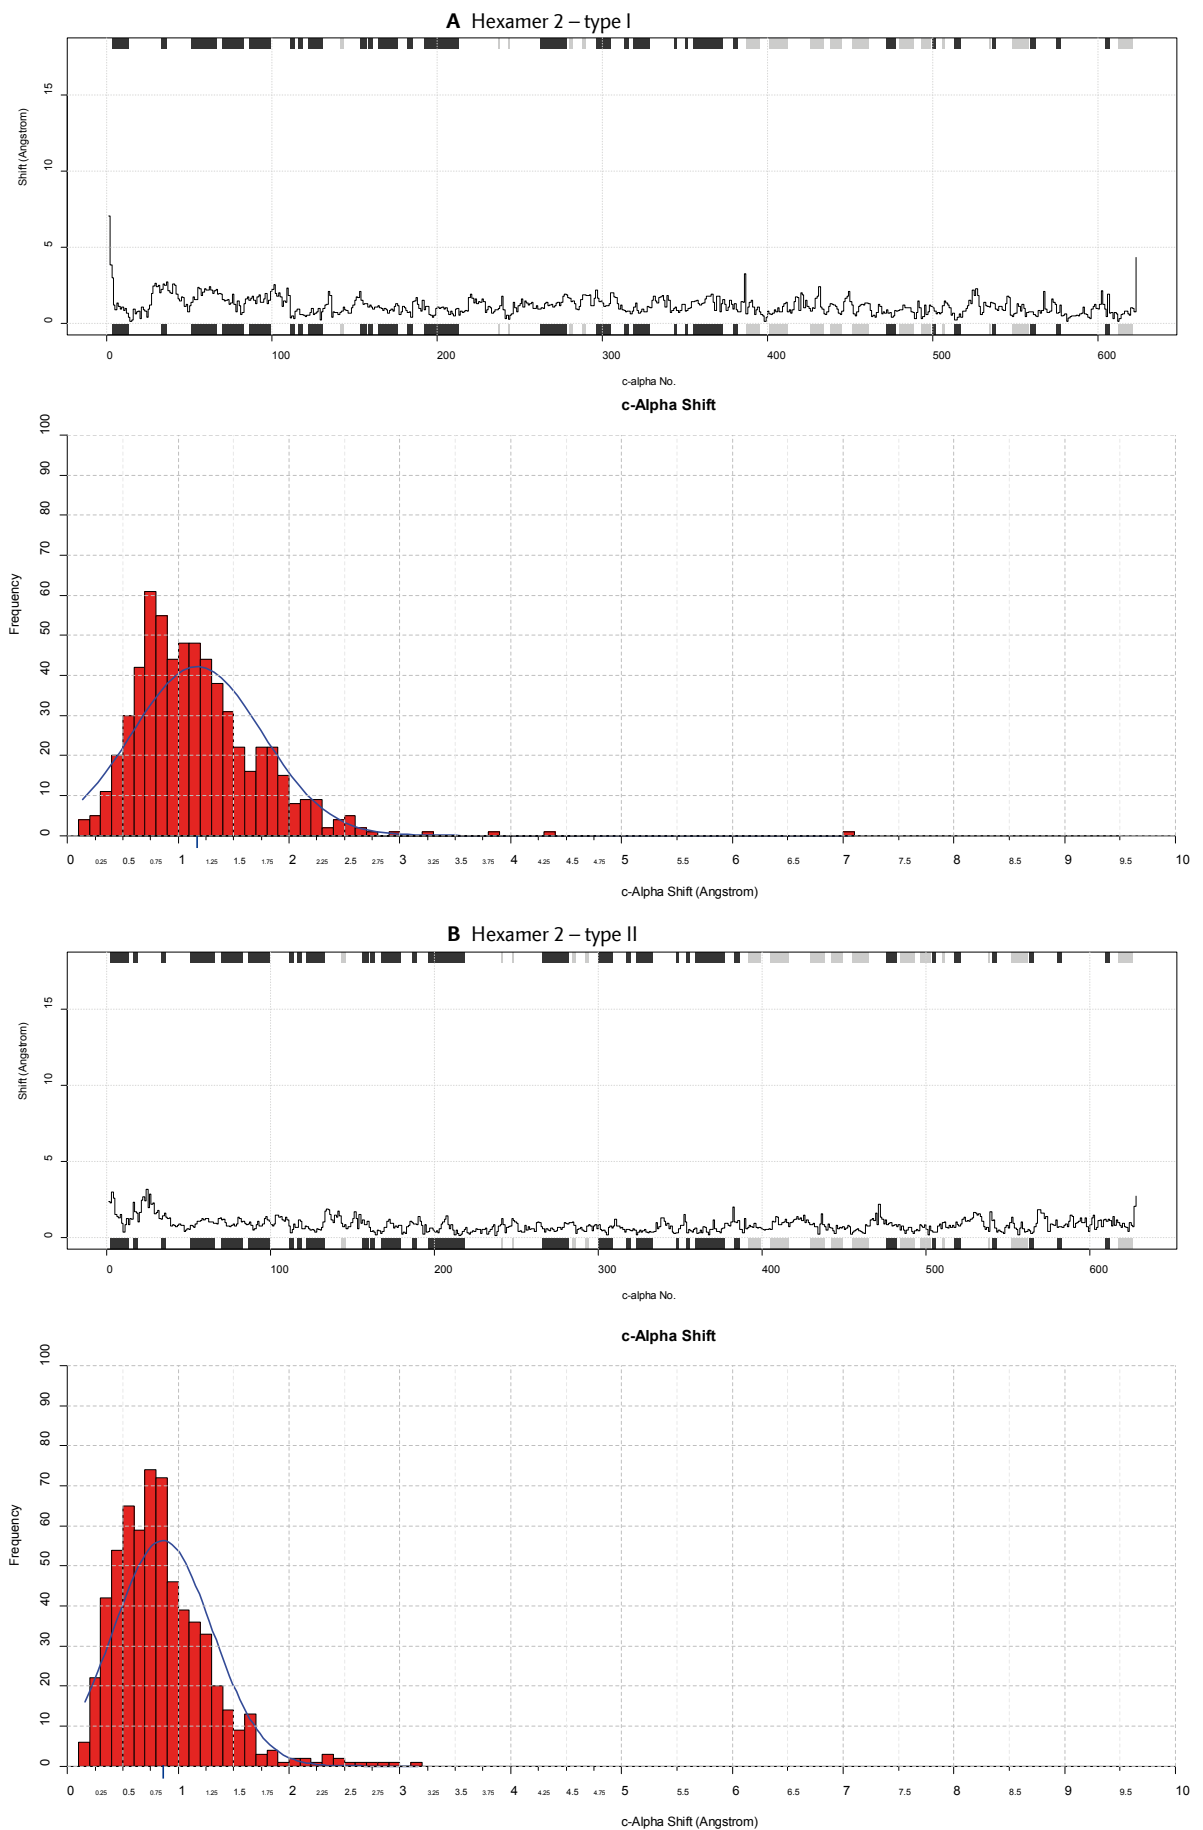 A Hexamer 2 – type I
Shift (Angstrom)
15
10
5
0
0 100 200 300 400 500 600
c-alpha No.
c-Alpha Shift
Frequency
100
90
80
70
60
50
40
30
20
10
0
0 0.25 0.5 0.75 1 1.25 1.5 1.75 2 2.25 2.5 2.75 3 3.25 3.5 3.75 4 4.25 4.5 4.75 5 5.5 6 6.5 7 7.5 8 8.5 9 9.5 10
c-Alpha Shift (Angstrom)
B Hexamer 2 – type II
Shift (Angstrom)
15
10
5
0
0 100 200 300 400 500 600
c-alpha No.
c-Alpha Shift
Frequency
100
90
80
70
60
50
40
30
20
10
0
0 0.25 0.5 0.75 1 1.25 1.5 1.75 2 2.25 2.5 2.75 3 3.25 3.5 3.75 4 4.25 4.5 4.75 5 5.5 6 6.5 7 7.5 8 8.5 9 9.5 10
c-Alpha Shift (Angstrom)